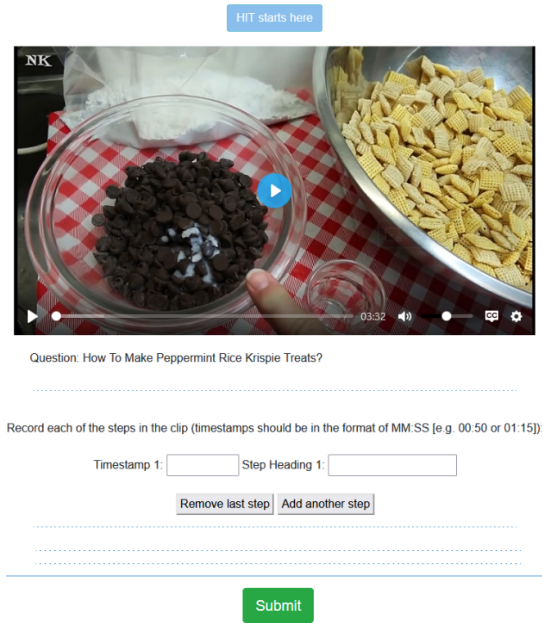 HIT starts here
NK
03:32
CC
Question: How To Make Peppermint Rice Krispie Treats?
Record each of the steps in the clip (timestamps should be in the format of MM:SS [e.g. 00:50 or 01:15]):
Timestamp 1: Step Heading 1:
Remove last step Add another step
Submit